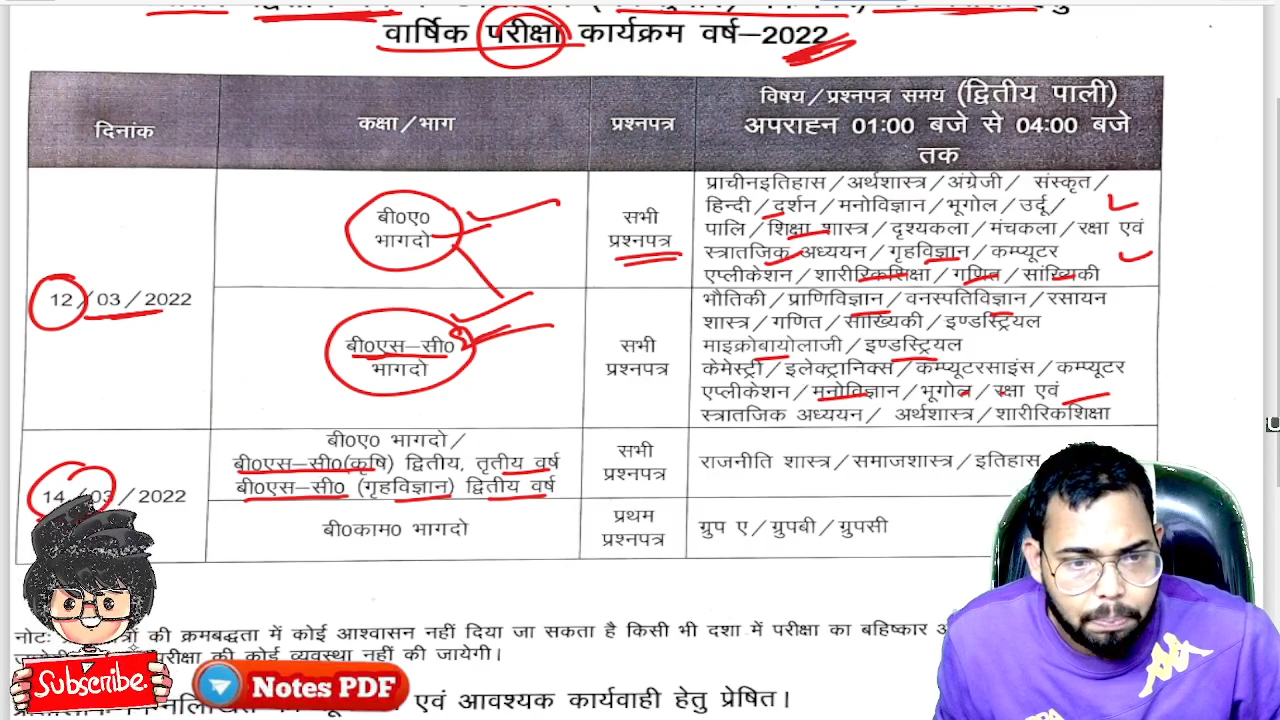 वार्षिक परीक्षा कार्यक्रम वर्ष–2022
दिनांक
कक्षा/भाग
प्रश्नपत्र
विषय/प्रश्नपत्र समय (द्वितीय पाली)
अपराह्न 01:00 बजे से 04:00 बजे
तक
12/03/2022
बी0ए0
भागदो
सभी
प्रश्नपत्र
प्राचीनइतिहास/अर्थशास्त्र/अंग्रेजी/ संस्कृत/
हिन्दी/दर्शन/मनोविज्ञान/भूगोल/उर्दू/
पालि/शिक्षा शास्त्र/दृश्यकला/मंचकला/रक्षा एवं
स्त्रातजिक अध्ययन/गृहविज्ञान/कम्प्यूटर
एप्लीकेशन/शारीरिकशिक्षा/गणित/सांख्यिकी
बी0एस–सी0
भागदो
सभी
प्रश्नपत्र
भौतिकी/प्राणिविज्ञान/वनस्पतिविज्ञान/रसायन
शास्त्र/गणित/सांख्यिकी/इण्डस्ट्रियल
माइक्रोबायोलाजी/इण्डस्ट्रियल
केमेस्ट्री/इलेक्ट्रानिक्स/कम्प्यूटरसाइंस/कम्प्यूटर
एप्लीकेशन/मनोविज्ञान/भूगोल/रक्षा एवं
स्त्रातजिक अध्ययन/ अर्थशास्त्र/शारीरिकशिक्षा
14/03/2022
बी0ए0 भागदो/
बी0एस–सी0(कृषि) द्वितीय, तृतीय वर्ष
बी0एस–सी0 (गृहविज्ञान) द्वितीय वर्ष
सभी
प्रश्नपत्र
राजनीति शास्त्र/समाजशास्त्र/इतिहास
बी0काम0 भागदो
प्रथम
प्रश्नपत्र
ग्रुप ए/ग्रुपबी/ग्रुपसी
नोटः की क्रमबद्धता में कोई आश्वासन नहीं दिया जा सकता है किसी भी दशा में परीक्षा का बहिष्कार
परीक्षा की कोई व्यवस्था नहीं की जायेगी।
एवं आवश्यक कार्यवाही हेतु प्रेषित।
Subscribe.
Notes PDF